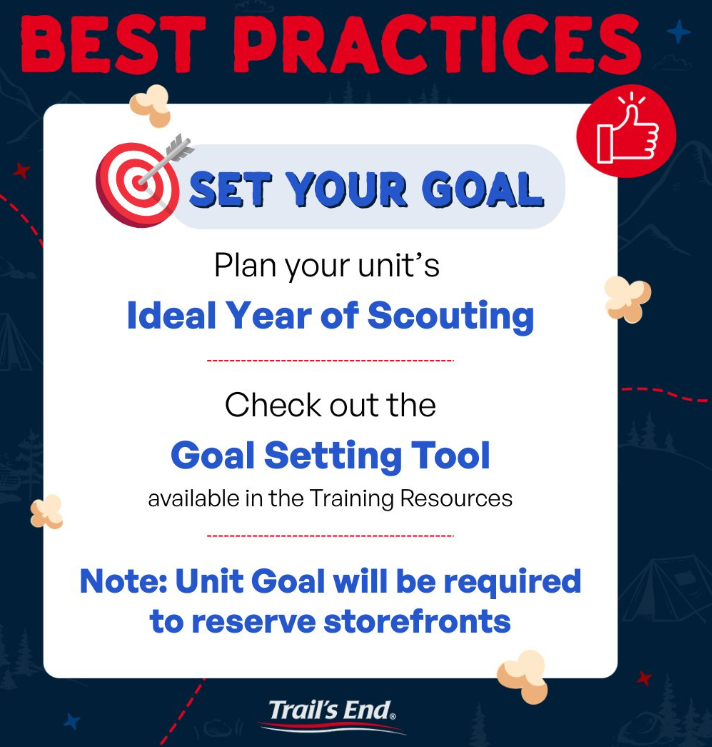 BEST PRACTICES
SET YOUR GOAL
Plan your unit's
Ideal Year of Scouting
Check out the
Goal Setting Tool
available in the Training Resources
Note: Unit Goal will be required
to reserve storefronts
Trail's End®